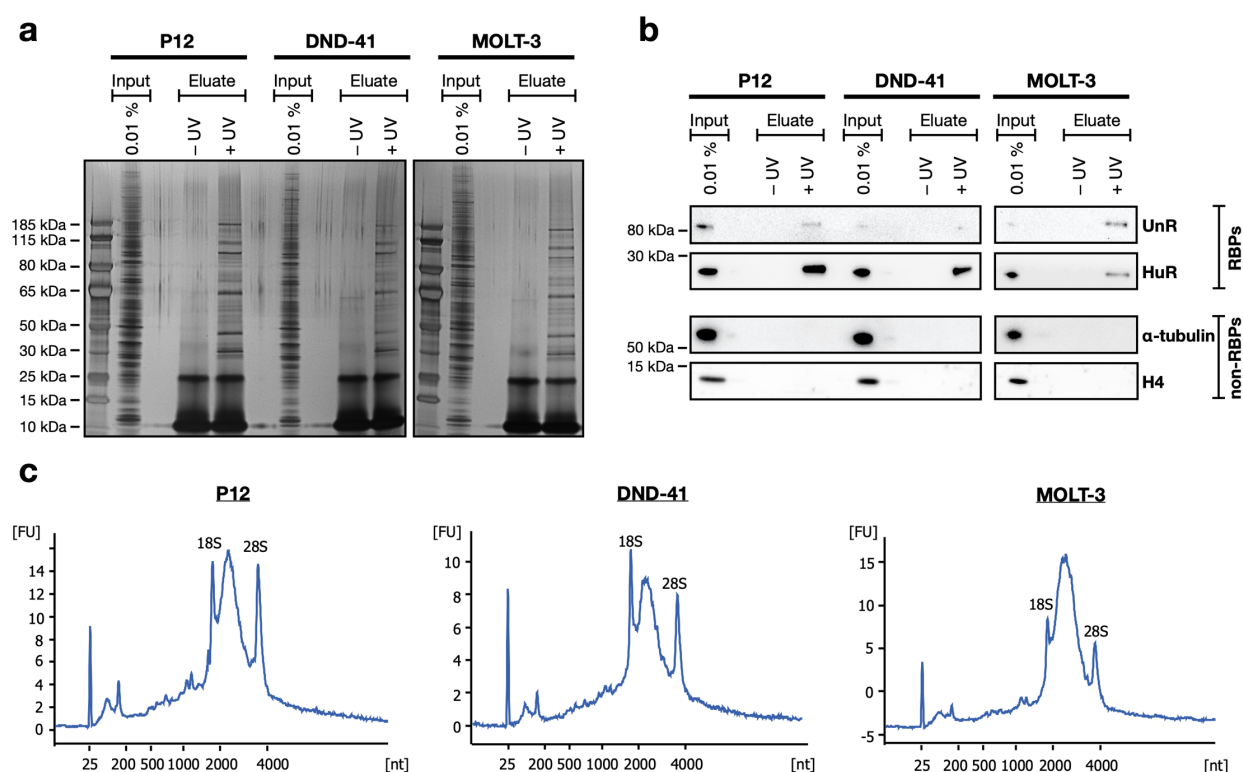 a
P12 DND-41 MOLT-3
Input Eluate Input Eluate Input Eluate
0.01 % – UV + UV 0.01 % – UV + UV 0.01 % – UV + UV
185 kDa
115 kDa
80 kDa
65 kDa
50 kDa
30 kDa
25 kDa
15 kDa
10 kDa
b
P12 DND-41 MOLT-3
Input Eluate Input Eluate Input Eluate
0.01 % – UV + UV 0.01 % – UV + UV 0.01 % – UV + UV
80 kDa UnR
30 kDa HuR
RBPs
50 kDa α-tubulin
15 kDa H4
non-RBPs
c
P12
[FU]
18S 28S
14
12
10
8
6
4
2
0
25 200 500 1000 2000 4000 [nt]
DND-41
[FU]
18S
28S
10
8
6
4
2
0
25 200 500 1000 2000 4000 [nt]
MOLT-3
[FU]
18S
28S
15
10
5
0
-5
25 200 500 1000 2000 4000 [nt]